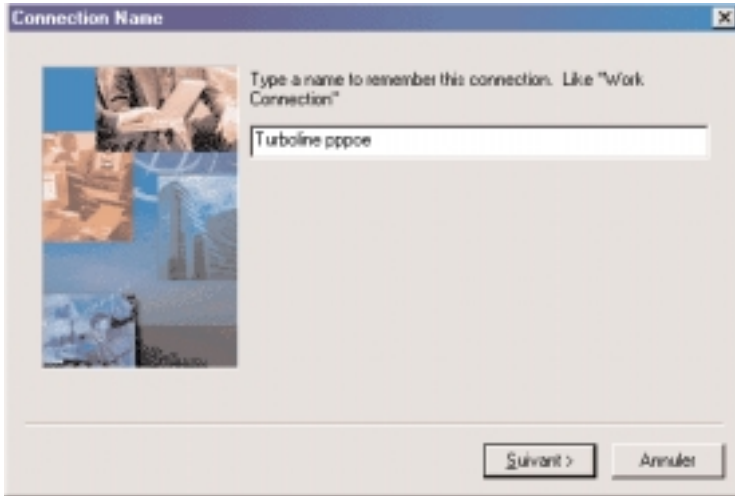 Connection Name
Type a name to remember this connection. Like "Work
Connection"
Turboline pppoe
Suivant >
Annuler